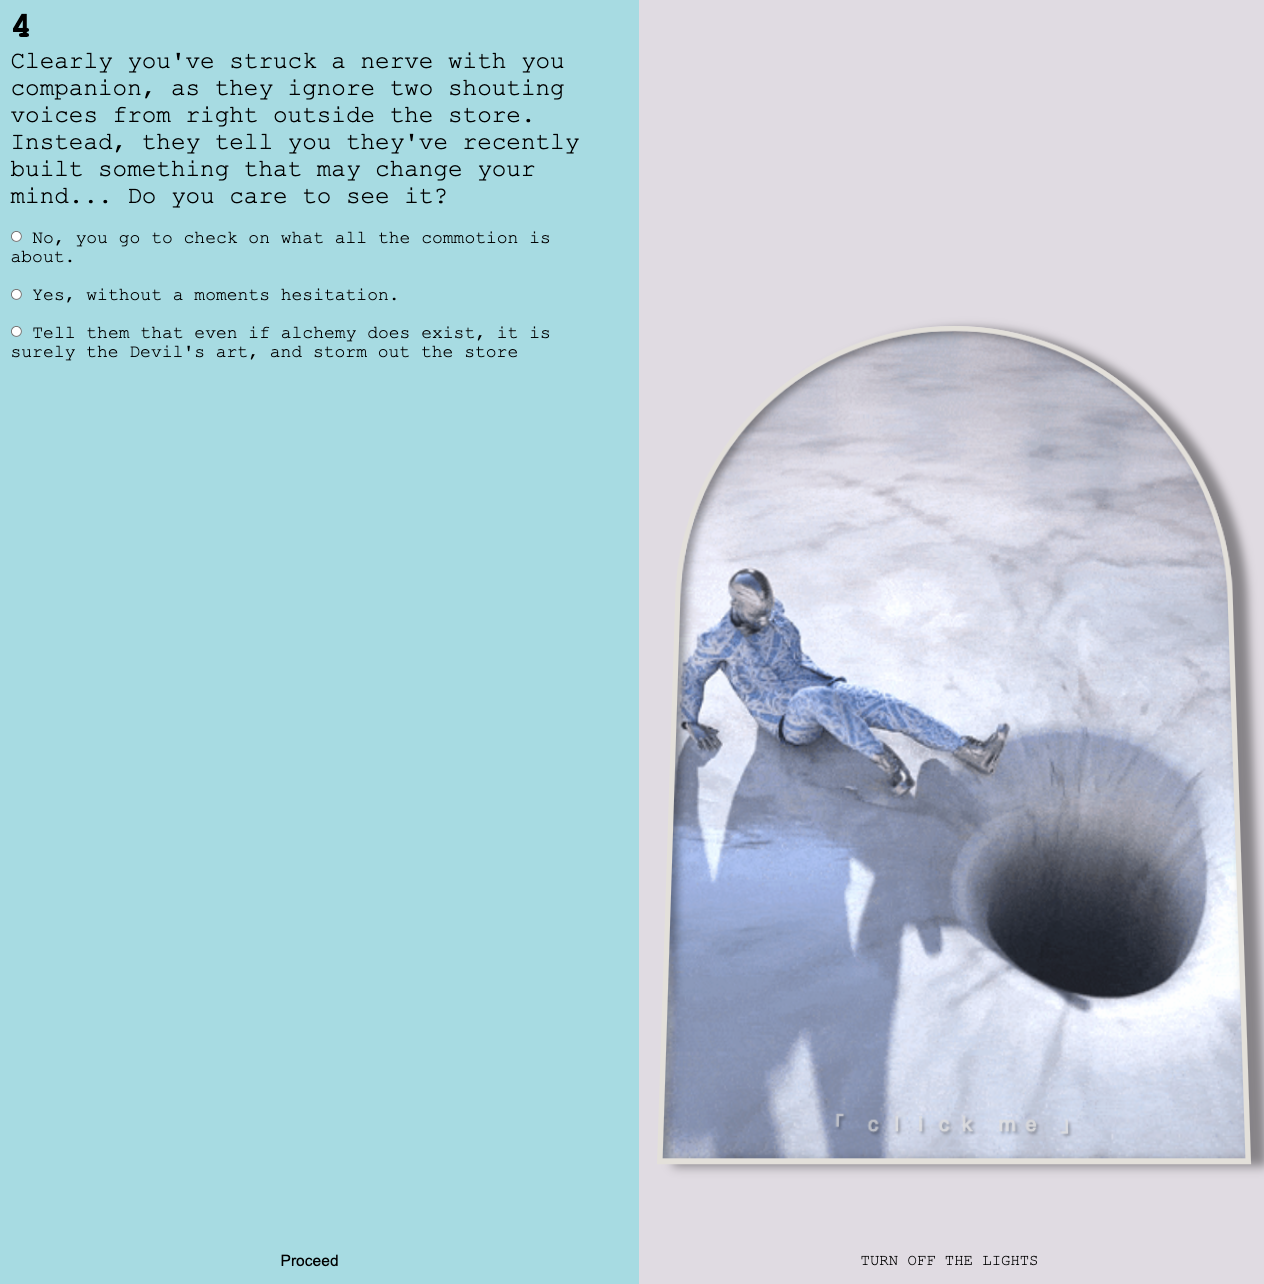 4
Clearly you've struck a nerve with you
companion, as they ignore two shouting
voices from right outside the store.
Instead, they tell you they've recently
built something that may change your
mind... Do you care to see it?
No, you go to check on what all the commotion is
about.
Yes, without a moments hesitation.
Tell them that even if alchemy does exist, it is
surely the Devil's art, and storm out the store
「click me」
Proceed
TURN OFF THE LIGHTS